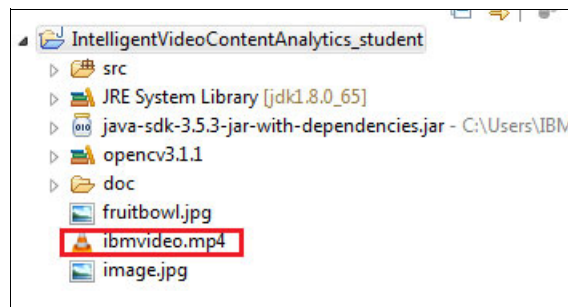 IntelligentVideoContentAnalytics_student
src
JRE System Library [jdk1.8.0_65]
java-sdk-3.5.3-jar-with-dependencies.jar - C:\Users\IBM
opencv3.1.1
doc
fruitbowl.jpg
ibmvideo.mp4
image.jpg